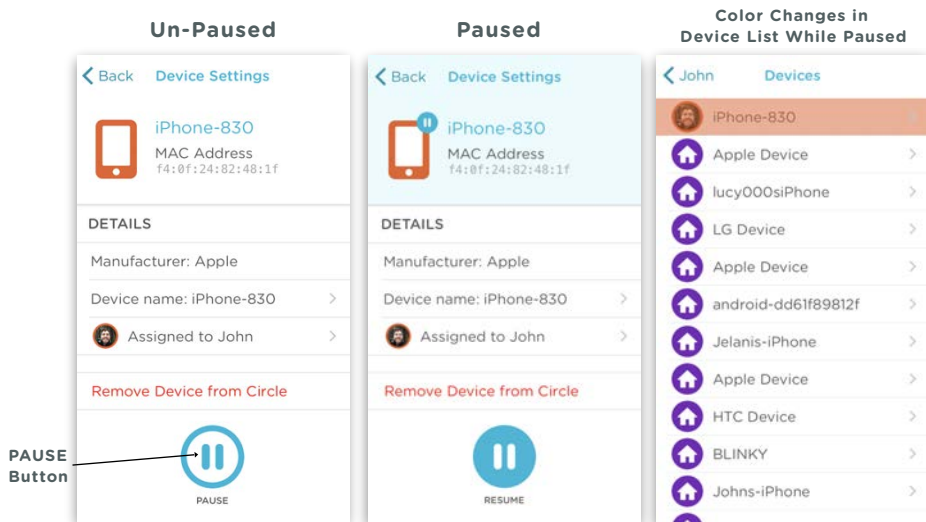 Un-Paused
Back Device Settings
iPhone-830
MAC Address
f4:0f:24:82:48:1f
DETAILS
Manufacturer: Apple
Device name: iPhone-830
Assigned to John
Remove Device from Circle
PAUSE
PAUSE
Button
Paused
Back Device Settings
iPhone-830
MAC Address
f4:0f:24:82:48:1f
DETAILS
Manufacturer: Apple
Device name: iPhone-830
Assigned to John
Remove Device from Circle
RESUME
Color Changes in
Device List While Paused
John Devices
iPhone-830
Apple Device
lucy000siPhone
LG Device
Apple Device
android-dd61f89812f
Jelanis-iPhone
Apple Device
HTC Device
BLINKY
Johns-iPhone